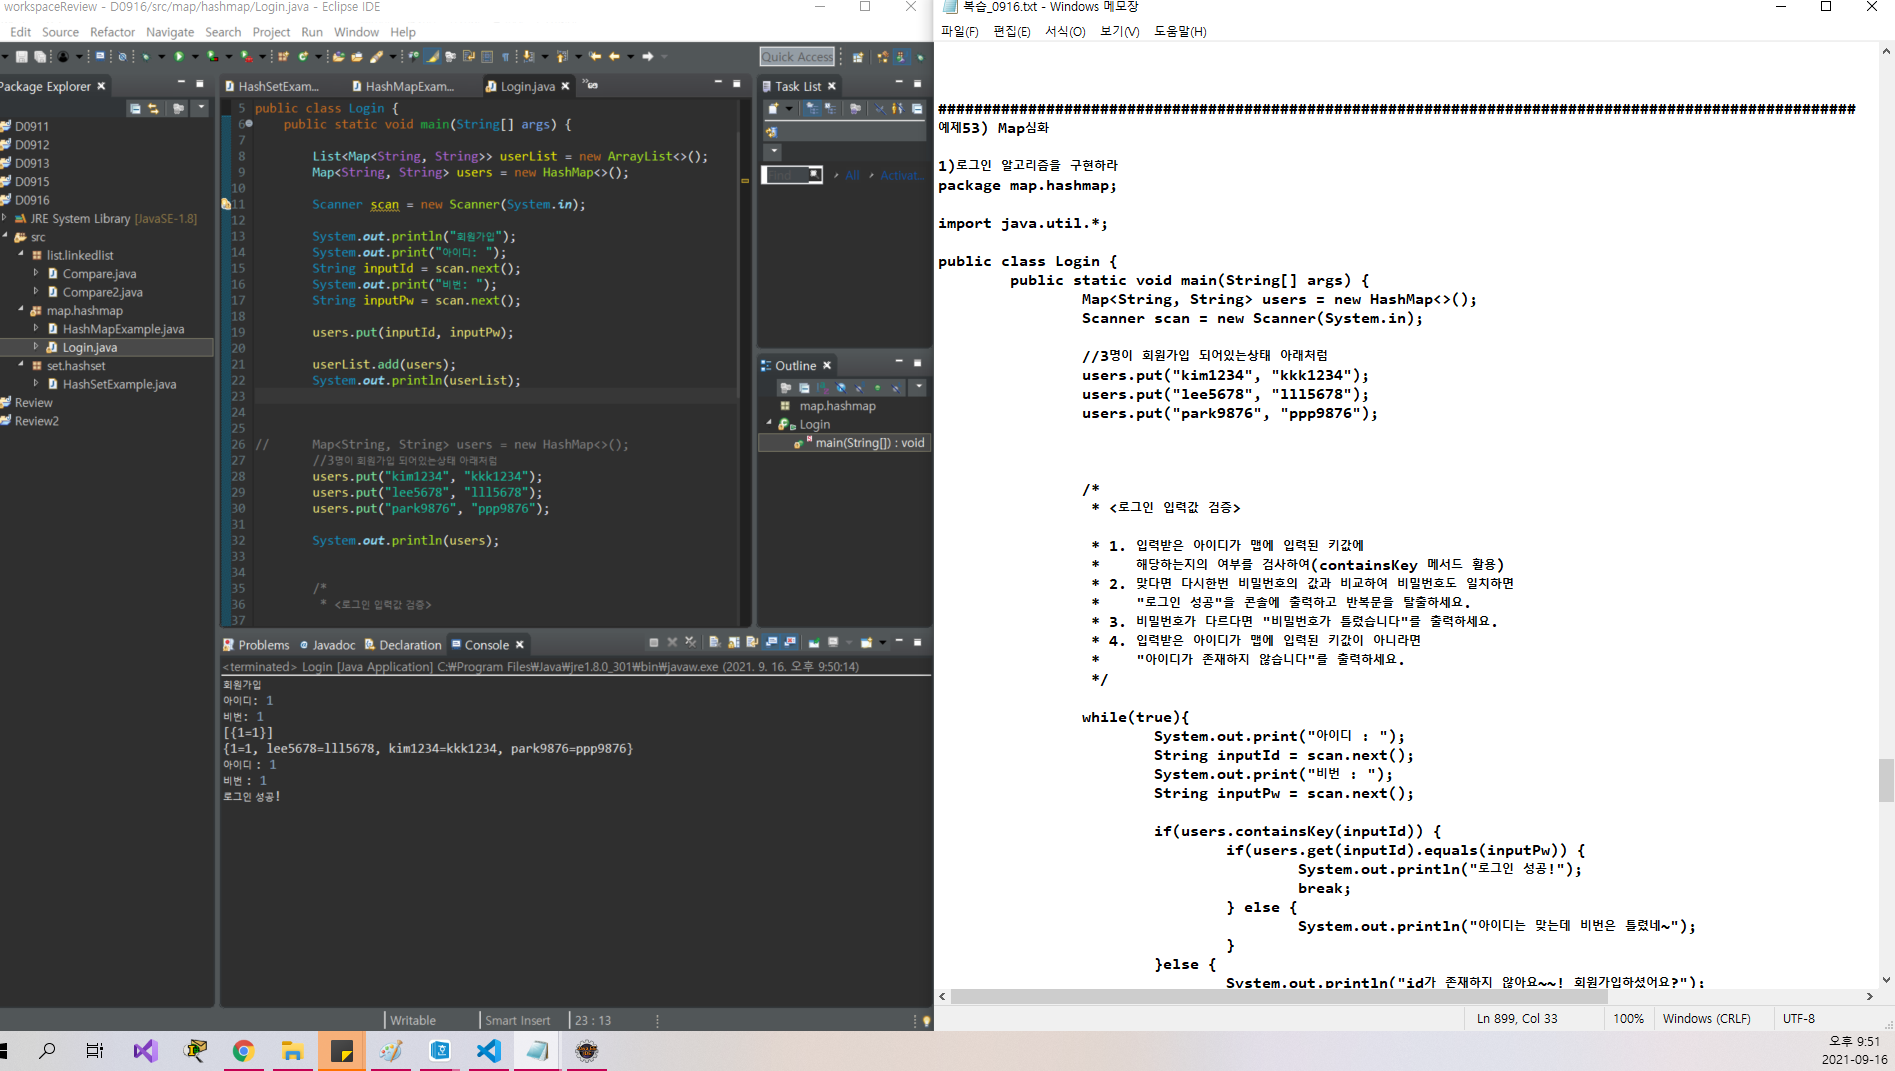 workspaceReview - D0916/src/map/hashmap/Login.java - Eclipse IDE
Edit Source Refactor Navigate Search Project Run Window Help
Quick Access
Package Explorer
D0911
D0912
D0913
D0915
D0916
JRE System Library [JavaSE-1.8]
src
list.linkedlist
Compare.java
Compare2.java
map.hashmap
HashMapExample.java
Login.java
set.hashset
HashSetExample.java
Review
Review2
HashSetExam... HashMapExam... Login.java
5 public class Login {
6 public static void main(String[] args) {
7
8 List<Map<String, String>> userList = new ArrayList<>();
9 Map<String, String> users = new HashMap<>();
10
11 Scanner scan = new Scanner(System.in);
12
13 System.out.println("회원가입");
14 System.out.print("아이디: ");
15 String inputId = scan.next();
16 System.out.print("비번: ");
17 String inputPw = scan.next();
18
19 users.put(inputId, inputPw);
20
21 userList.add(users);
22 System.out.println(userList);
23
24
25
26 // Map<String, String> users = new HashMap<>();
27 //3명이 회원가입 되어있는상태 아래처럼
28 users.put("kim1234", "kkk1234");
29 users.put("lee5678", "lll5678");
30 users.put("park9876", "ppp9876");
31
32 System.out.println(users);
33
34
35 /*
36 * <로그인 입력값 검증>
37
Task List
Find All Activat...
Outline
map.hashmap
Login
main(String[]) : void
Problems Javadoc Declaration Console
<terminated> Login [Java Application] C:₩Program Files₩Java₩jre1.8.0_301₩bin₩javaw.exe (2021. 9. 16. 오후 9:50:14)
회원가입
아이디: 1
비번: 1
[{1=1}]
{1=1, lee5678=lll5678, kim1234=kkk1234, park9876=ppp9876}
아이디 : 1
비번 : 1
로그인 성공!
Writable Smart Insert 23 : 13
복습_0916.txt - Windows 메모장
파일(F) 편집(E) 서식(O) 보기(V) 도움말(H)
######################################################################################################
예제53) Map심화
1)로그인 알고리즘을 구현하라
package map.hashmap;
import java.util.*;
public class Login {
public static void main(String[] args) {
Map<String, String> users = new HashMap<>();
Scanner scan = new Scanner(System.in);
//3명이 회원가입 되어있는상태 아래처럼
users.put("kim1234", "kkk1234");
users.put("lee5678", "lll5678");
users.put("park9876", "ppp9876");
/*
* <로그인 입력값 검증>
* 1. 입력받은 아이디가 맵에 입력된 키값에
* 해당하는지의 여부를 검사하여(containsKey 메서드 활용)
* 2. 맞다면 다시한번 비밀번호의 값과 비교하여 비밀번호도 일치하면
* "로그인 성공"을 콘솔에 출력하고 반복문을 탈출하세요.
* 3. 비밀번호가 다르다면 "비밀번호가 틀렸습니다"를 출력하세요.
* 4. 입력받은 아이디가 맵에 입력된 키값이 아니라면
* "아이디가 존재하지 않습니다"를 출력하세요.
*/
while(true){
System.out.print("아이디 : ");
String inputId = scan.next();
System.out.print("비번 : ");
String inputPw = scan.next();
if(users.containsKey(inputId)) {
if(users.get(inputId).equals(inputPw)) {
System.out.println("로그인 성공!");
break;
} else {
System.out.println("아이디는 맞는데 비번은 틀렸네~");
}
}else {
System.out.println("id가 존재하지 않아요~~! 회원가입하셨어요?");
Ln 899, Col 33 100% Windows (CRLF) UTF-8
오후 9:51
2021-09-16